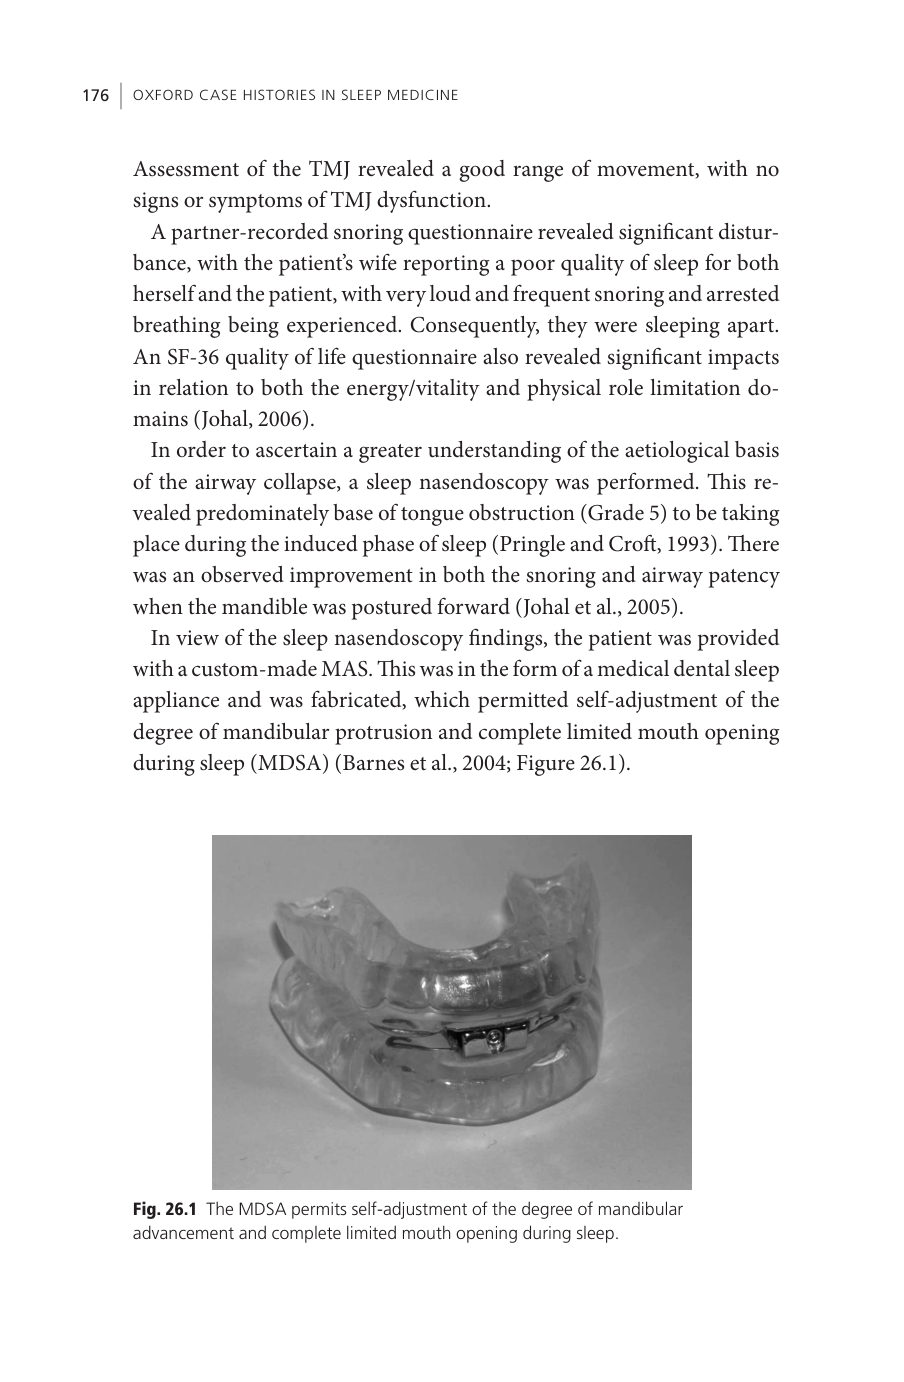 176 OXFORD CASE HISTORIES IN SLEEP MEDICINE
Assessment of the TMJ revealed a good range of movement, with no
signs or symptoms of TMJ dysfunction.
A partner-recorded snoring questionnaire revealed significant distur-
bance, with the patient’s wife reporting a poor quality of sleep for both
herself and the patient, with very loud and frequent snoring and arrested
breathing being experienced. Consequently, they were sleeping apart.
An SF-36 quality of life questionnaire also revealed significant impacts
in relation to both the energy/vitality and physical role limitation do-
mains (Johal, 2006).
In order to ascertain a greater understanding of the aetiological basis
of the airway collapse, a sleep nasendoscopy was performed. This re-
vealed predominately base of tongue obstruction (Grade 5) to be taking
place during the induced phase of sleep (Pringle and Croft, 1993). There
was an observed improvement in both the snoring and airway patency
when the mandible was postured forward (Johal et al., 2005).
In view of the sleep nasendoscopy findings, the patient was provided
with a custom-made MAS. This was in the form of a medical dental sleep
appliance and was fabricated, which permitted self-adjustment of the
degree of mandibular protrusion and complete limited mouth opening
during sleep (MDSA) (Barnes et al., 2004; Figure 26.1).
Fig. 26.1 The MDSA permits self-adjustment of the degree of mandibular
advancement and complete limited mouth opening during sleep.